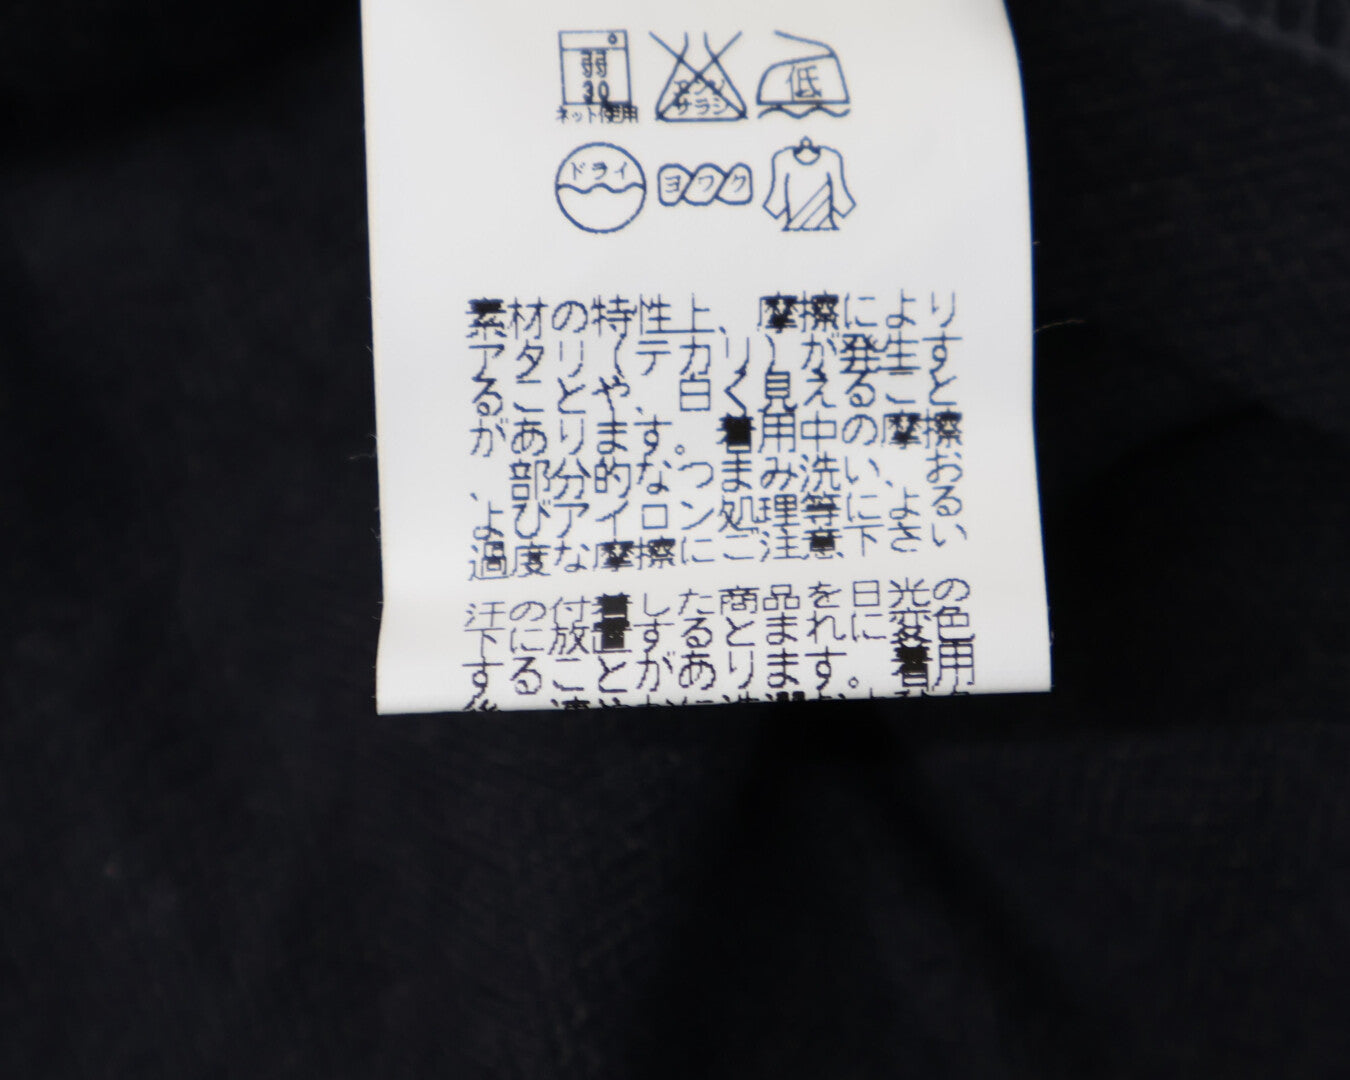 弱
30
ネット使用
エンソ
サラシ
低
ドライ
ヨワク
素材の特性上、摩擦により
アタリ(テカリ)が発生す
ることや、白く見えること
があります。着用中の摩擦
、部分的なつまみ洗い、お
よびアイロン処理等による
過度な摩擦にご注意下さい
汗の付着した商品を日光の
下に放置するとまれに変色
することがあります。着用